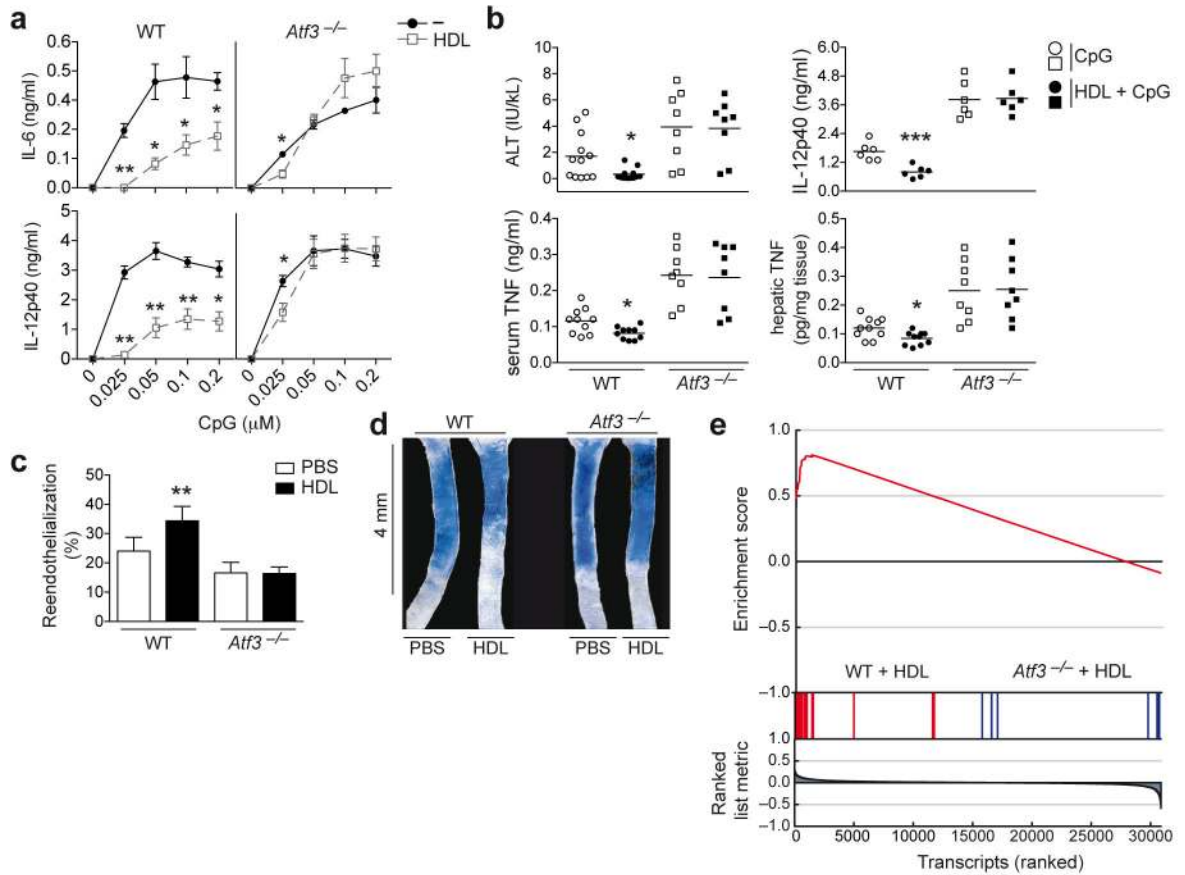 a
WT
Atf3 –/–
–
HDL
IL-6 (ng/ml)
0.6
0.4
0.2
0.1
0.0
**
*
*
*
*
IL-12p40 (ng/ml)
4
3
2
1
0
**
**
**
*
*
0
0.025
0.05
0.1
0.2
0
0.025
0.05
0.1
0.2
CpG (μM)
b
CpG
HDL + CpG
ALT (IU/kL)
10
8
6
4
2
0
*
IL-12p40 (ng/ml)
6.0
4.8
3.6
2.4
1.2
0.0
***
serum TNF (ng/ml)
0.4
0.3
0.2
0.1
0.0
*
WT
Atf3 –/–
hepatic TNF
(pg/mg tissue)
0.5
0.4
0.3
0.2
0.1
0.0
*
WT
Atf3 –/–
c
PBS
HDL
Reendothelialization
(%)
50
40
30
20
10
0
**
WT
Atf3 –/–
d
WT
Atf3 –/–
4 mm
PBS
HDL
PBS
HDL
e
Enrichment score
1.0
0.5
0.0
–0.5
–1.0
WT + HDL
Atf3 –/– + HDL
Ranked
list metric
1.0
0.5
0.0
–0.5
–1.0
0
5000
10000
15000
20000
25000
30000
Transcripts (ranked)